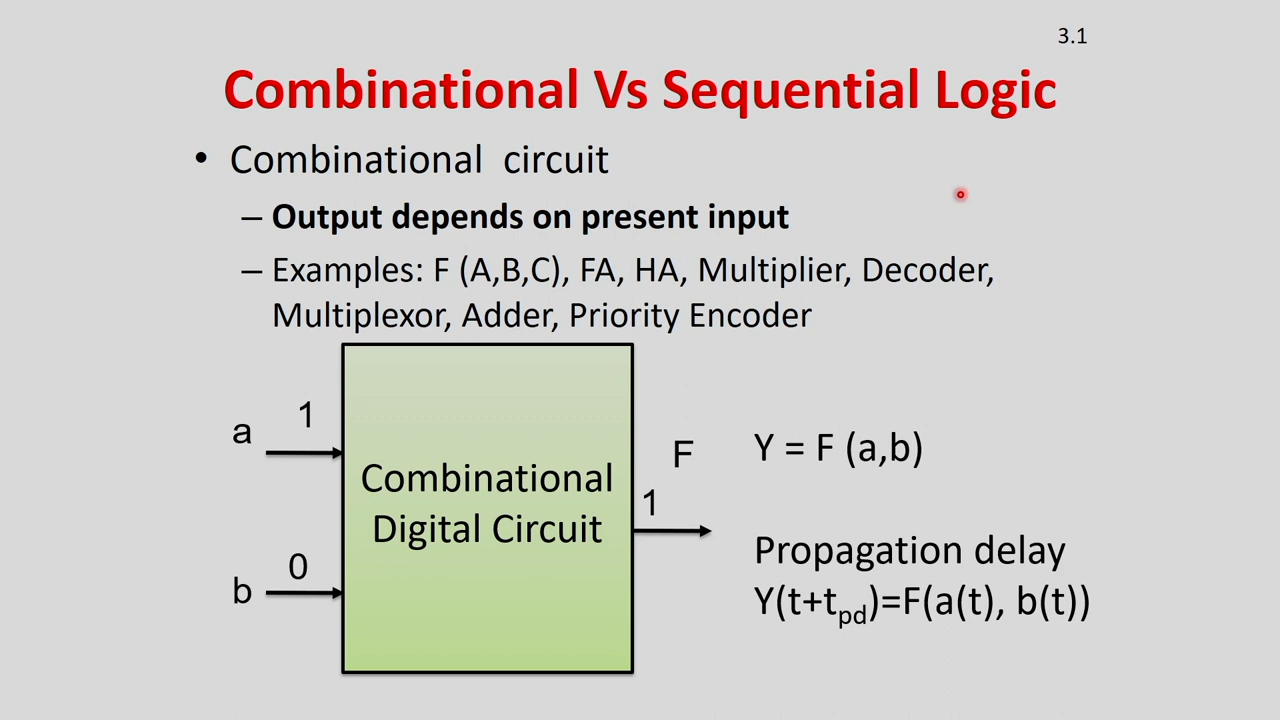 3.1
Combinational Vs Sequential Logic
• Combinational circuit
– Output depends on present input
– Examples: F (A,B,C), FA, HA, Multiplier, Decoder,
Multiplexor, Adder, Priority Encoder
a
1
b
0
Combinational
Digital Circuit
F
1
Y = F (a,b)
Propagation delay
Y(t+tpd)=F(a(t), b(t))